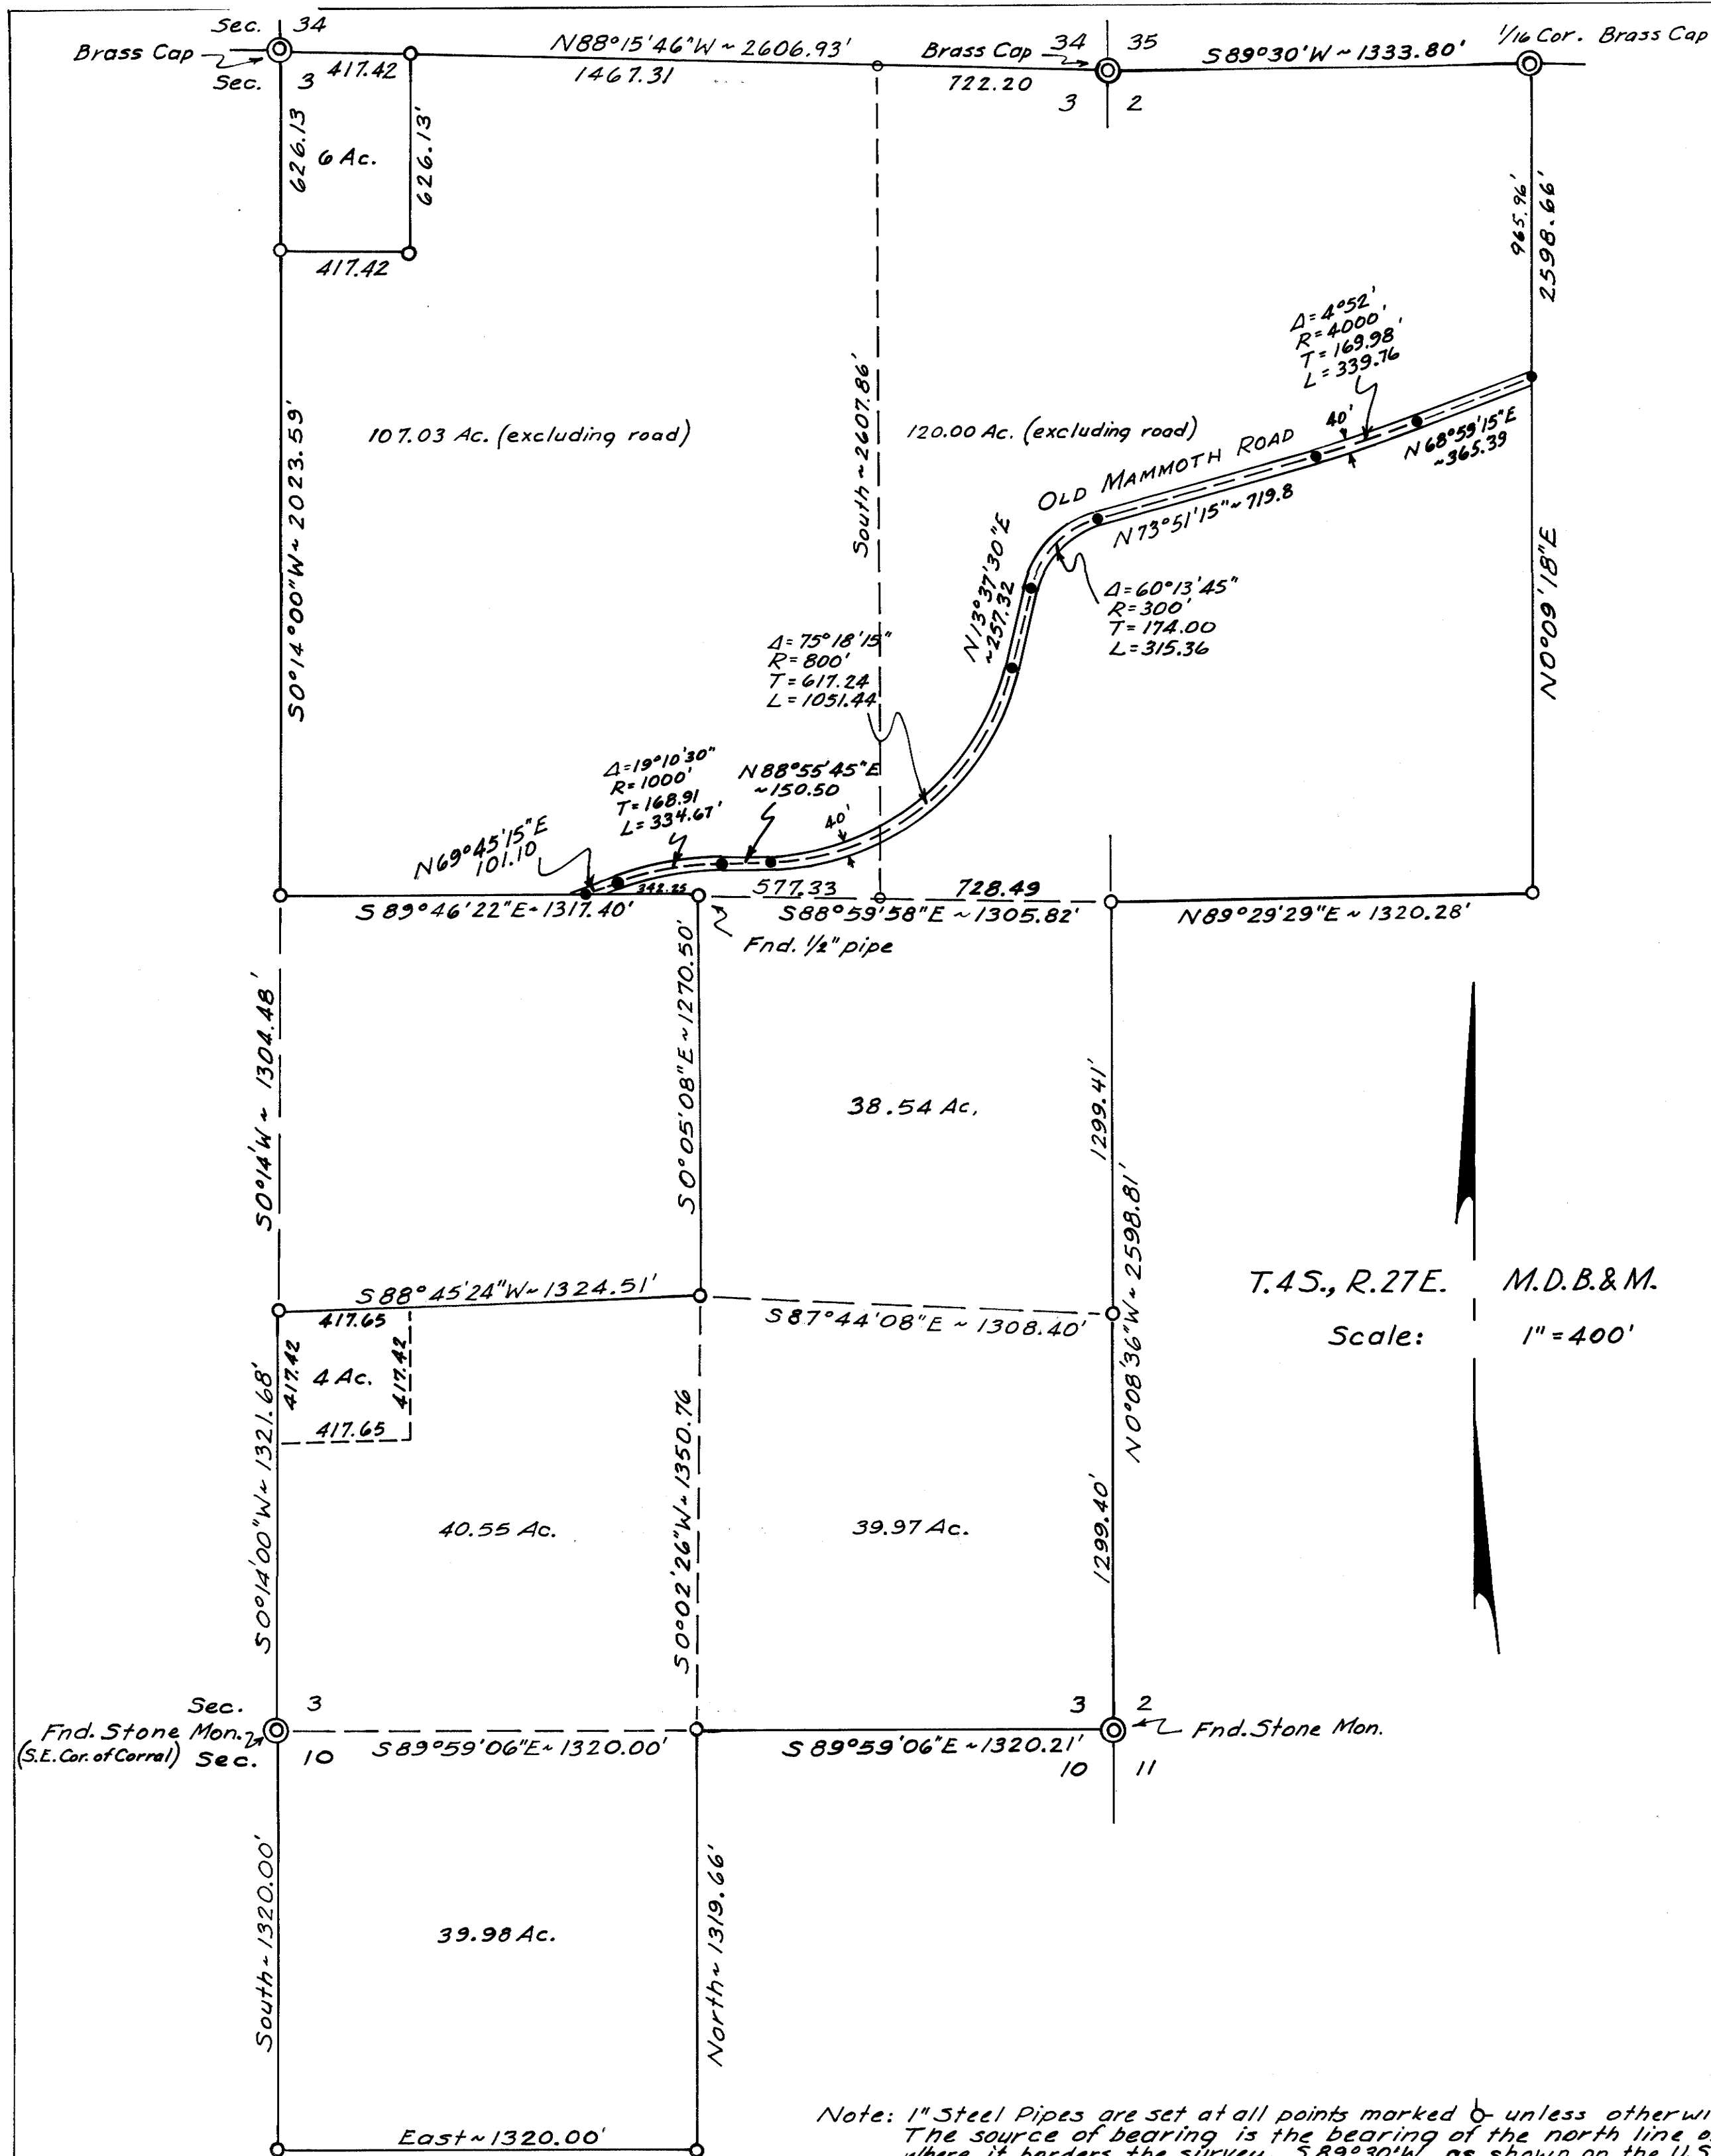 Sec. 34
N88°15'46"W ~ 2606.93'
Brass Cap
34 35
S89°30'W ~ 1333.80'
1/16 Cor. Brass Cap
Brass Cap
417.42
1467.31
722.20
Sec. 3
3 2
626.13
6 Ac.
626.13'
417.42
965.96'
2598.66'
N0°09'18"E
Δ=4°52'
R=4000'
T=169.98'
L=339.76
40'
N68°59'15"E
~365.39
S0°14'00"W ~ 2023.59'
107.03 Ac. (excluding road)
South ~ 2607.86'
120.00 Ac. (excluding road)
OLD MAMMOTH ROAD
N73°51'15" ~ 719.8
N13°37'30"E
~257.32
Δ=60°13'45"
R=300'
T=174.00
L=315.36
Δ=75°18'15"
R=800'
T=617.24
L=1051.44
Δ=19°10'30"
R=1000'
T=168.91
L=334.67'
N88°55'45"E
~150.50
40'
N69°45'15"E
101.10
342.25
577.33
728.49
S89°46'22"E - 1317.40'
S88°59'58"E ~ 1305.82'
N89°29'29"E ~ 1320.28'
Fnd. 1/2" pipe
S0°14'W ~ 1304.48'
S0°05'08"E ~ 1270.50'
38.54 Ac.
1299.41'
N0°08'36"W ~ 2598.81'
T.4S., R.27E. M.D.B.&M.
Scale: 1" = 400'
S88°45'24"W ~ 1324.51'
S87°44'08"E ~ 1308.40'
417.65
417.42
4 Ac.
417.42
417.65
S0°14'00"W ~ 1321.68'
40.55 Ac.
S0°02'26"W ~ 1350.76
39.97 Ac.
1299.40'
Sec. 3
3 2
Fnd. Stone Mon.
(S.E. Cor. of Corral)
Sec. 10
S89°59'06"E ~ 1320.00'
S89°59'06"E ~ 1320.21'
Fnd. Stone Mon.
10 11
South ~ 1320.00'
39.98 Ac.
North ~ 1319.66'
East ~ 1320.00'
Note: 1" Steel Pipes are set at all points marked unless otherwi
The source of bearing is the bearing of the north line o
where it borders the survey, S89°30'W, as shown on the U.S